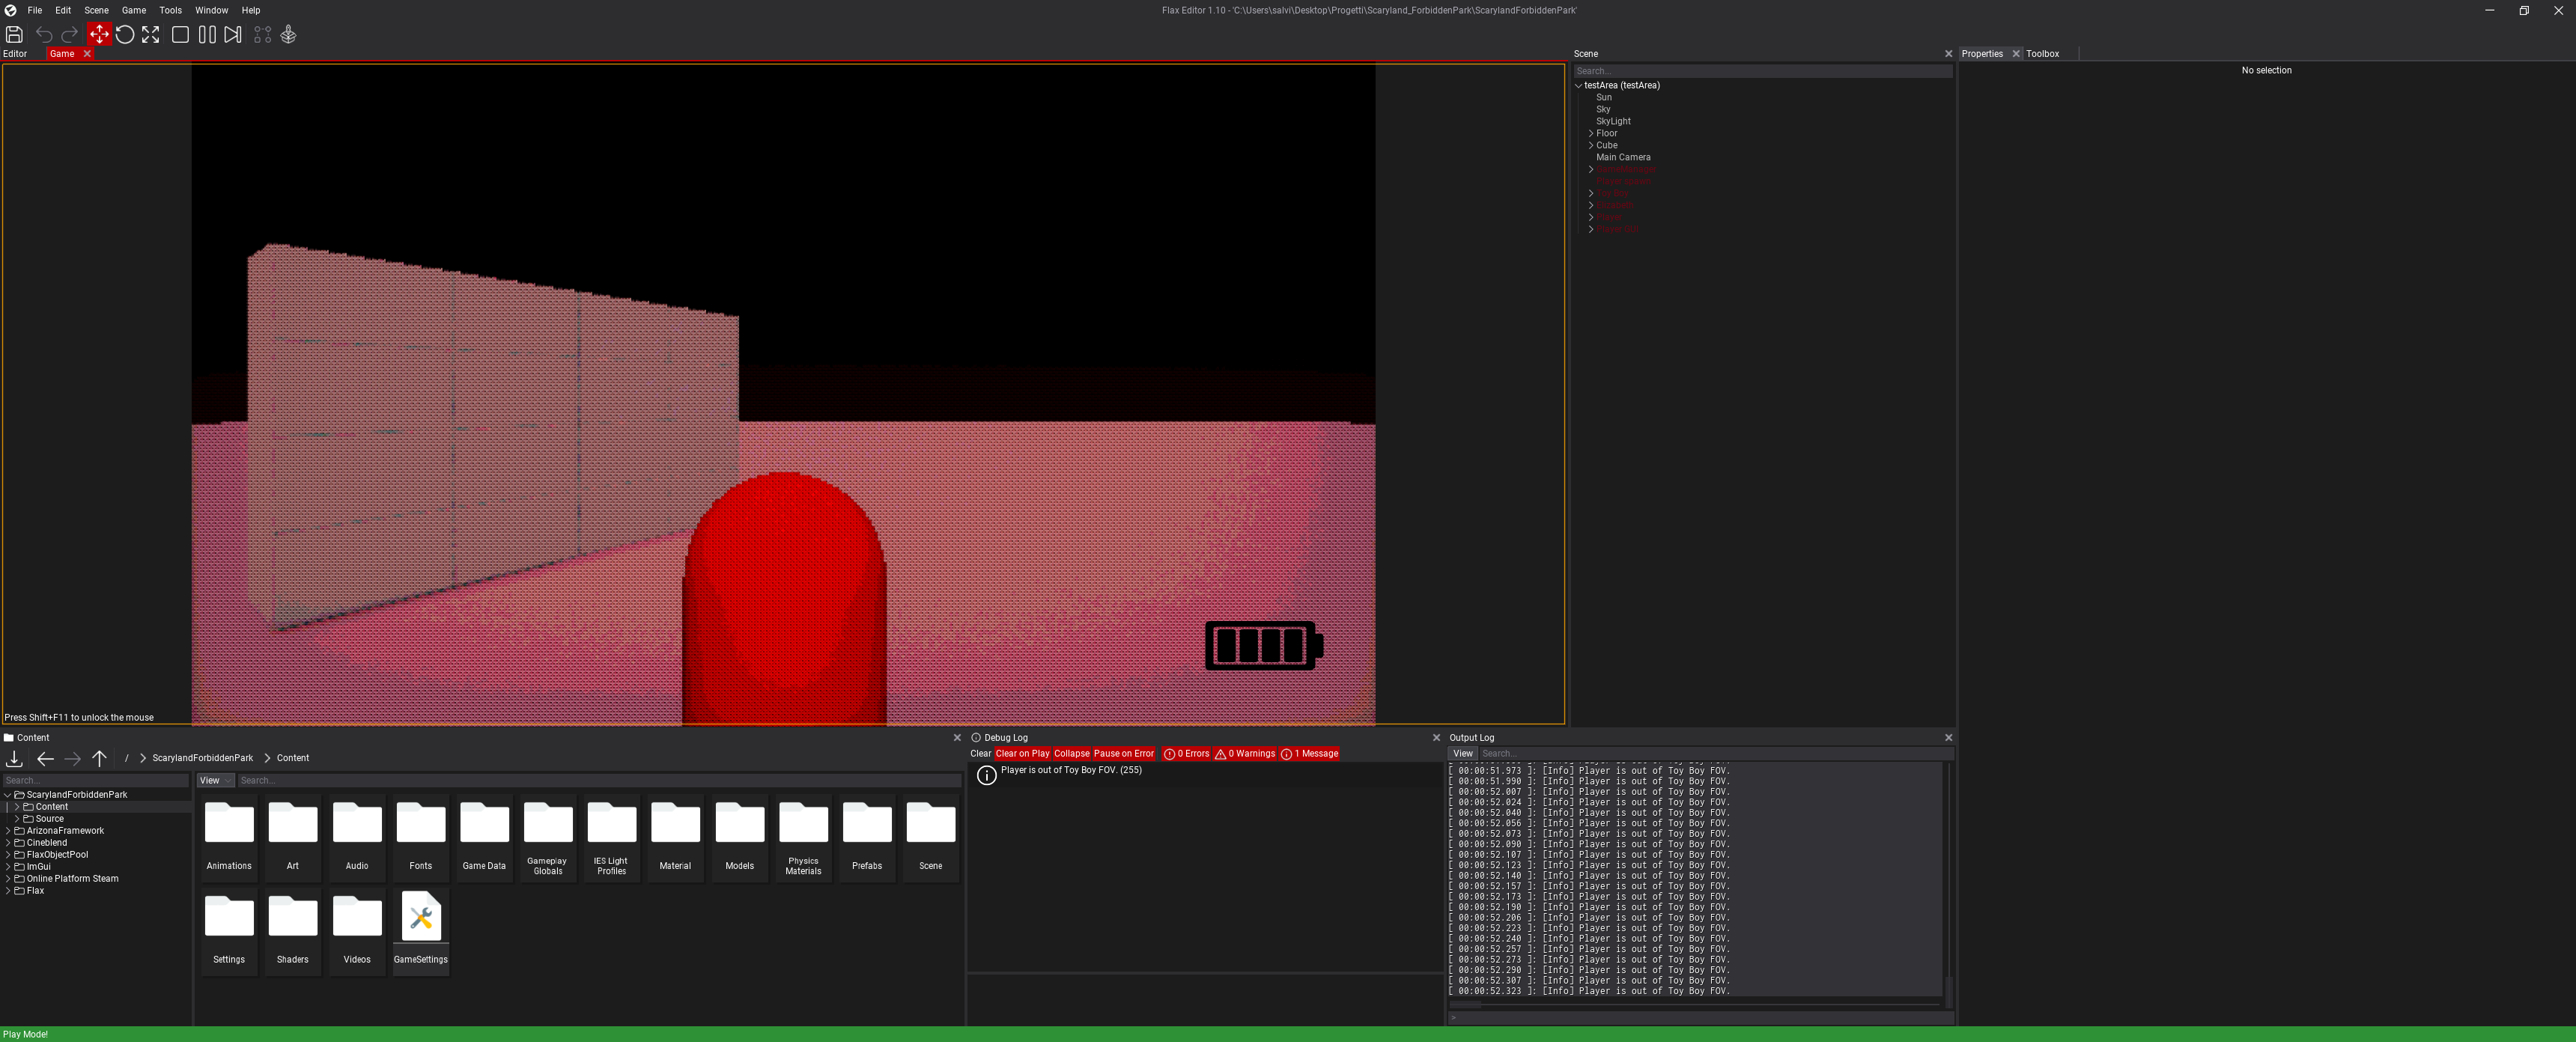 File Edit Scene Game Tools Window Help
Flax Editor 1.10 - 'C:\Users\salvi\Desktop\Progetti\Scaryland_ForbiddenPark\ScarylandForbiddenPark'
Editor Game
Press Shift+F11 to unlock the mouse
Scene
Search...
testArea (testArea)
Sun
Sky
SkyLight
Floor
Cube
Main Camera
Properties Toolbox
No selection
Content
/ ScarylandForbiddenPark Content
Search...
ScarylandForbiddenPark
Content
Source
ArizonaFramework
Cineblend
FlaxObjectPool
ImGui
Online Platform Steam
Flax
View Search...
Animations Art Audio Fonts Game Data Gameplay Globals IES Light Profiles Material Models Physics Materials Prefabs Scene
Settings Shaders Videos GameSettings
Debug Log
Clear Clear on Play Collapse Pause on Error 0 Errors 0 Warnings 1 Message
Player is out of Toy Boy FOV. (255)
Output Log
View Search...
[ 00:00:51.973 ]: [Info] Player is out of Toy Boy FOV.
[ 00:00:51.990 ]: [Info] Player is out of Toy Boy FOV.
[ 00:00:52.007 ]: [Info] Player is out of Toy Boy FOV.
[ 00:00:52.024 ]: [Info] Player is out of Toy Boy FOV.
[ 00:00:52.040 ]: [Info] Player is out of Toy Boy FOV.
[ 00:00:52.056 ]: [Info] Player is out of Toy Boy FOV.
[ 00:00:52.073 ]: [Info] Player is out of Toy Boy FOV.
[ 00:00:52.090 ]: [Info] Player is out of Toy Boy FOV.
[ 00:00:52.107 ]: [Info] Player is out of Toy Boy FOV.
[ 00:00:52.123 ]: [Info] Player is out of Toy Boy FOV.
[ 00:00:52.140 ]: [Info] Player is out of Toy Boy FOV.
[ 00:00:52.157 ]: [Info] Player is out of Toy Boy FOV.
[ 00:00:52.173 ]: [Info] Player is out of Toy Boy FOV.
[ 00:00:52.190 ]: [Info] Player is out of Toy Boy FOV.
[ 00:00:52.206 ]: [Info] Player is out of Toy Boy FOV.
[ 00:00:52.223 ]: [Info] Player is out of Toy Boy FOV.
[ 00:00:52.240 ]: [Info] Player is out of Toy Boy FOV.
[ 00:00:52.257 ]: [Info] Player is out of Toy Boy FOV.
[ 00:00:52.273 ]: [Info] Player is out of Toy Boy FOV.
[ 00:00:52.290 ]: [Info] Player is out of Toy Boy FOV.
[ 00:00:52.307 ]: [Info] Player is out of Toy Boy FOV.
[ 00:00:52.323 ]: [Info] Player is out of Toy Boy FOV.
>
Play Mode!